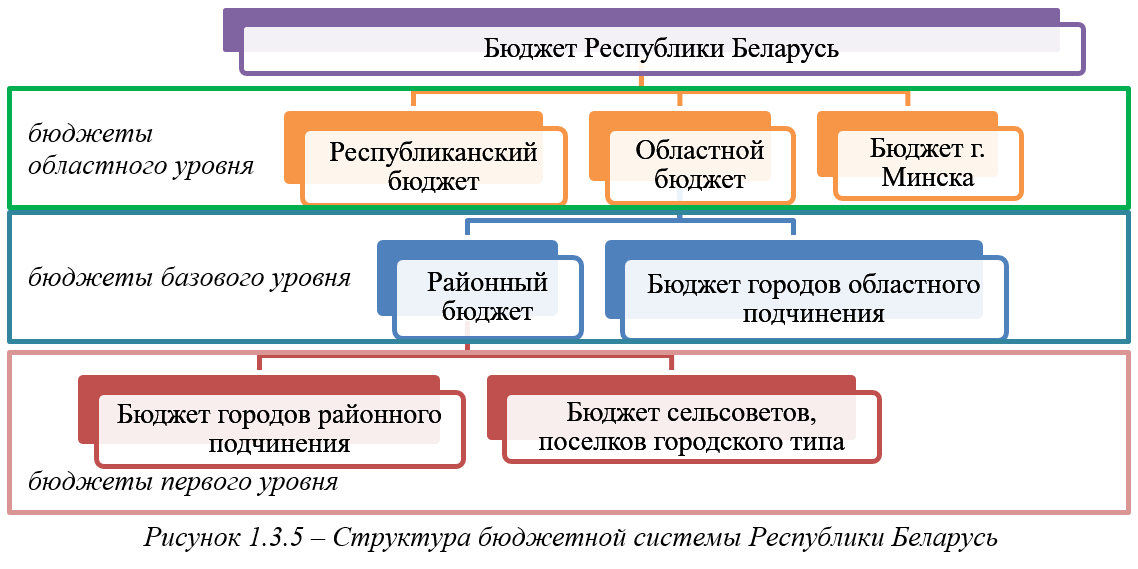 Бюджет Республики Беларусь
бюджеты
областного уровня
Республиканский
бюджет
Областной
бюджет
Бюджет г.
Минска
бюджеты базового уровня
Районный
бюджет
Бюджет городов областного
подчинения
Бюджет городов районного
подчинения
Бюджет сельсоветов,
поселков городского типа
бюджеты первого уровня
Рисунок 1.3.5 – Структура бюджетной системы Республики Беларусь